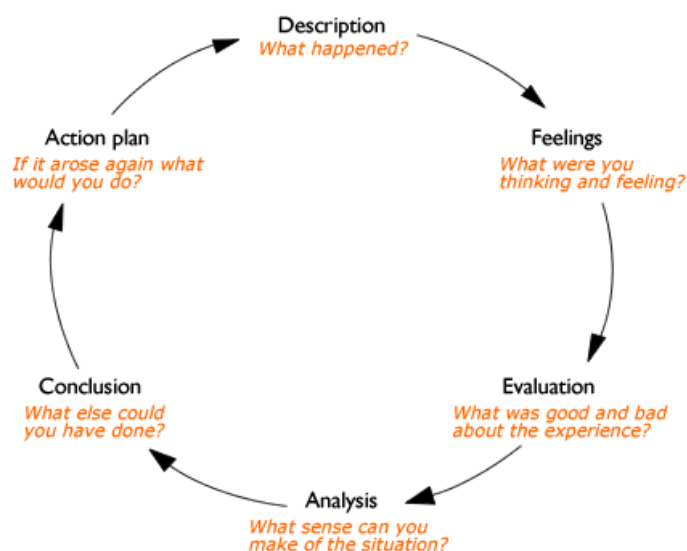 Description
What happened?
Feelings
What were you
thinking and feeling?
Evaluation
What was good and bad
about the experience?
Analysis
What sense can you
make of the situation?
Conclusion
What else could
you have done?
Action plan
If it arose again what
would you do?